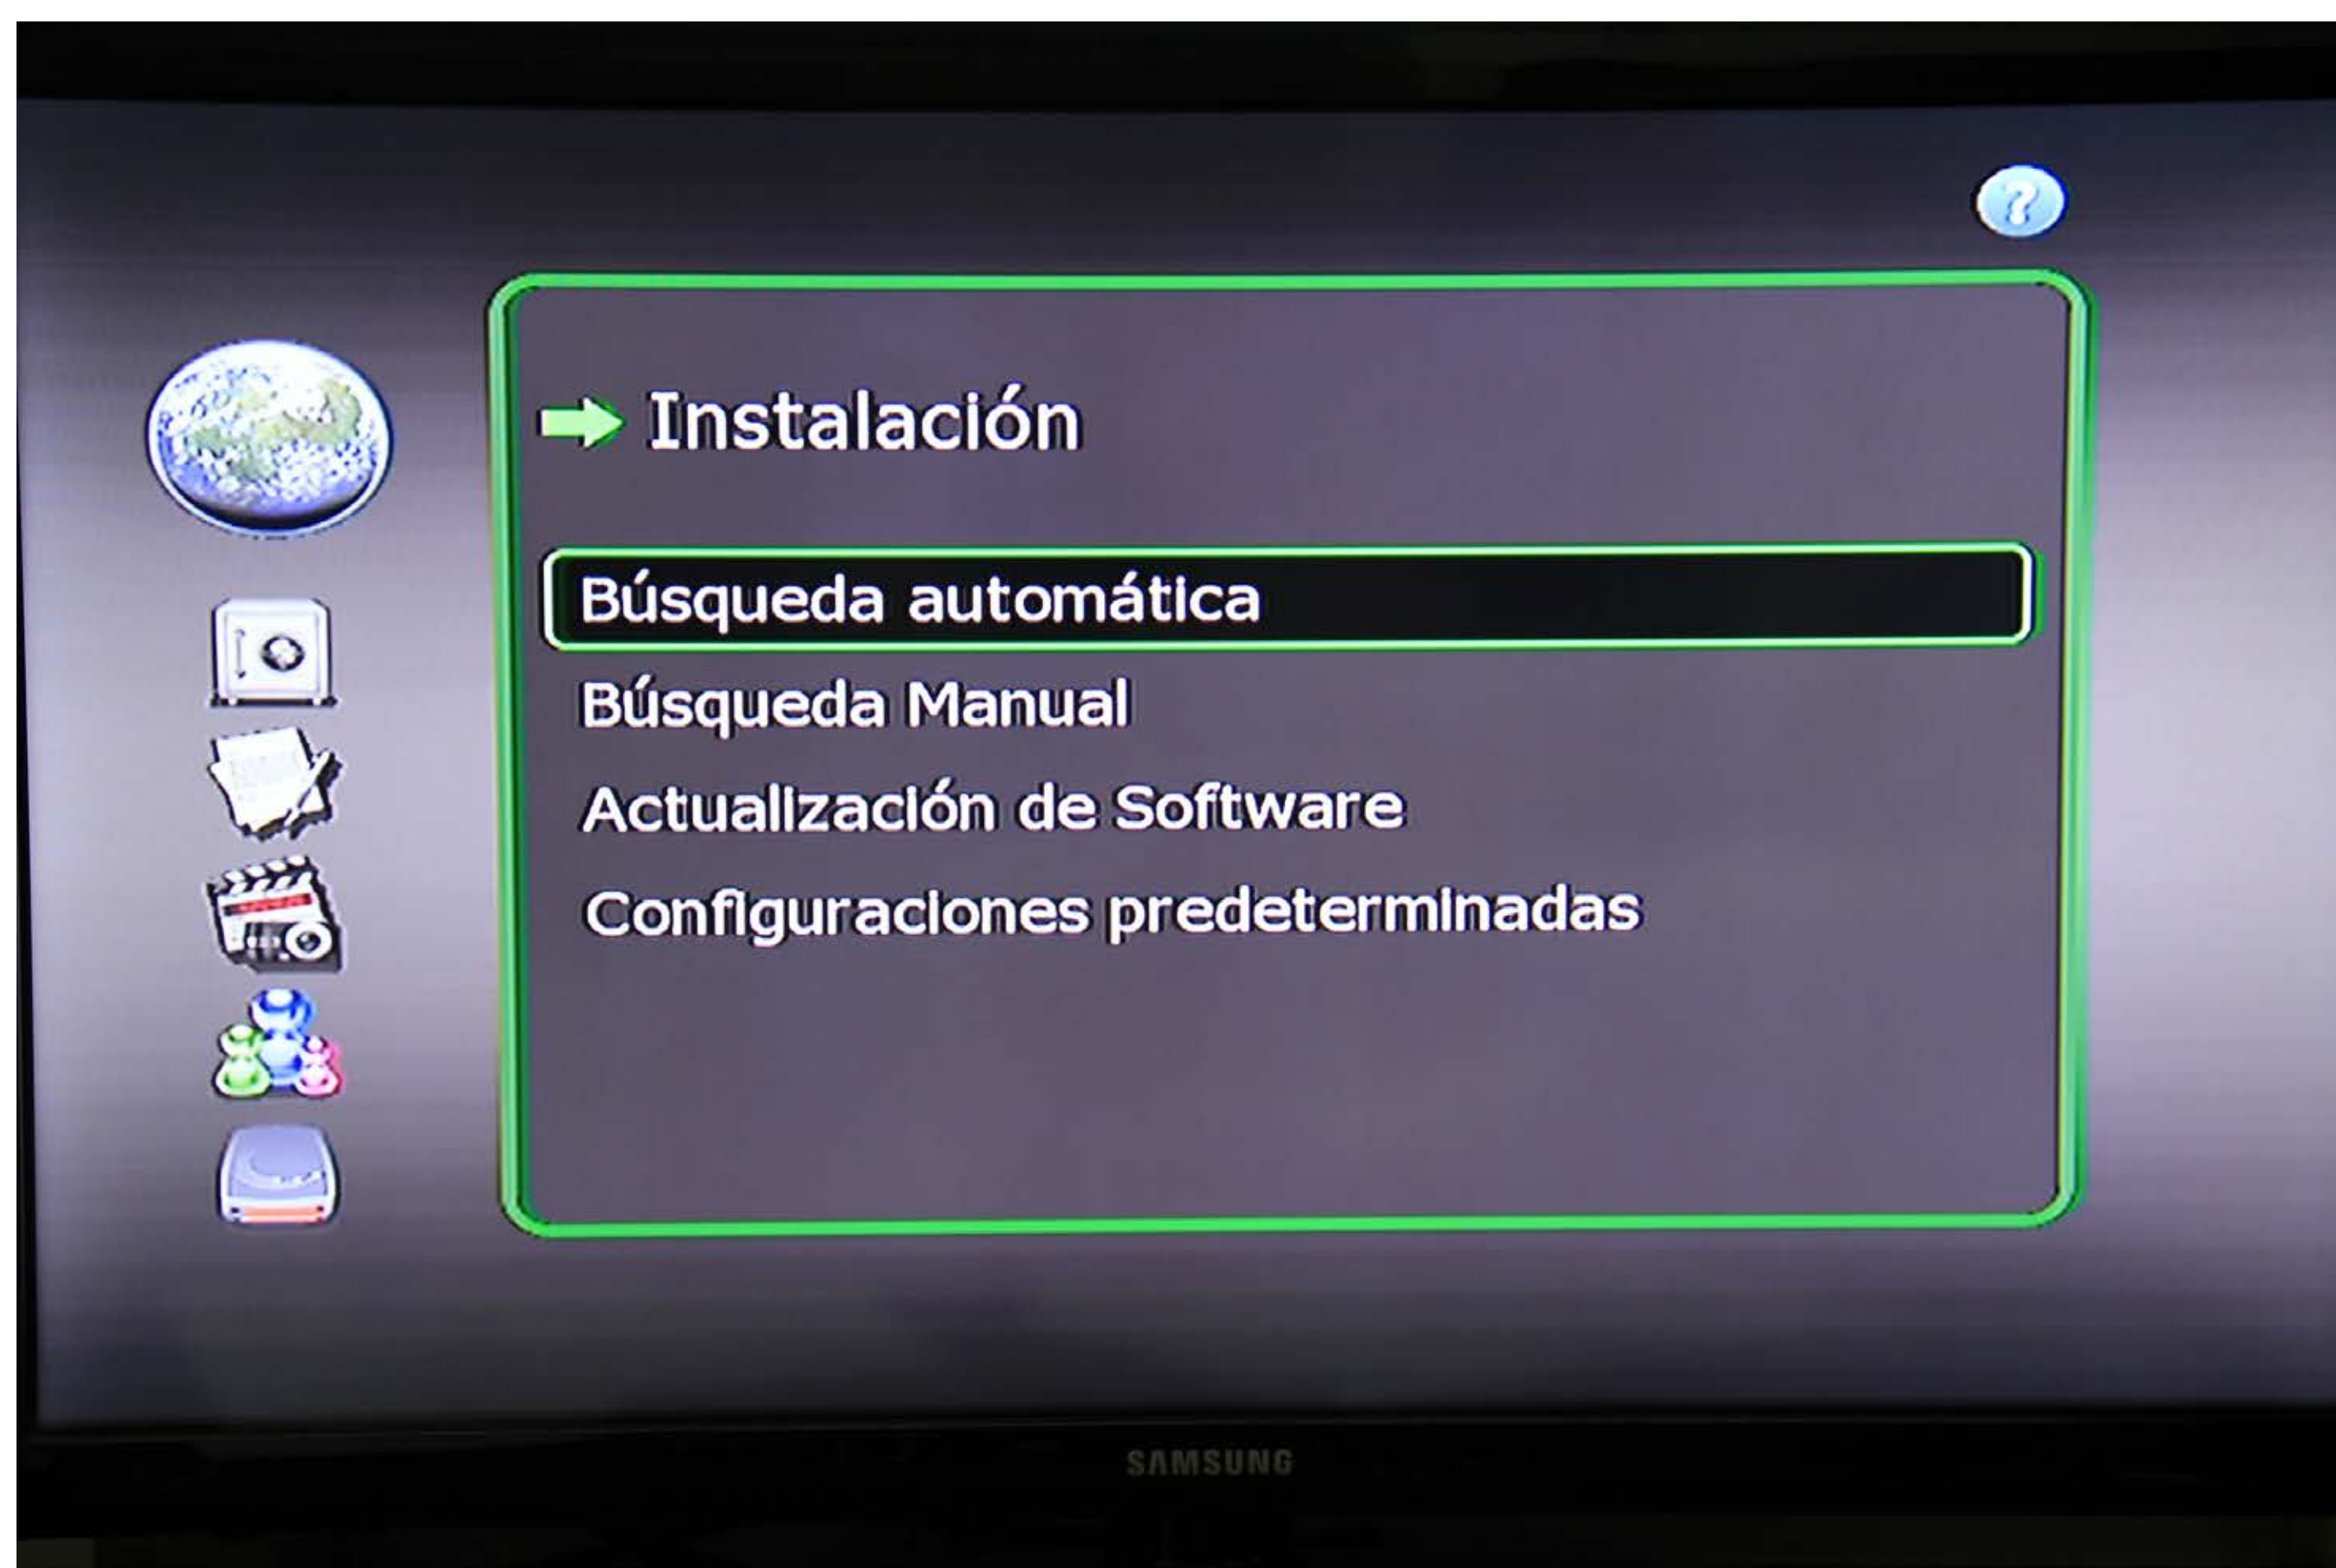 ?
Instalación
Búsqueda automática
Búsqueda Manual
Actualización de Software
Configuraciones predeterminadas
SAMSUNG